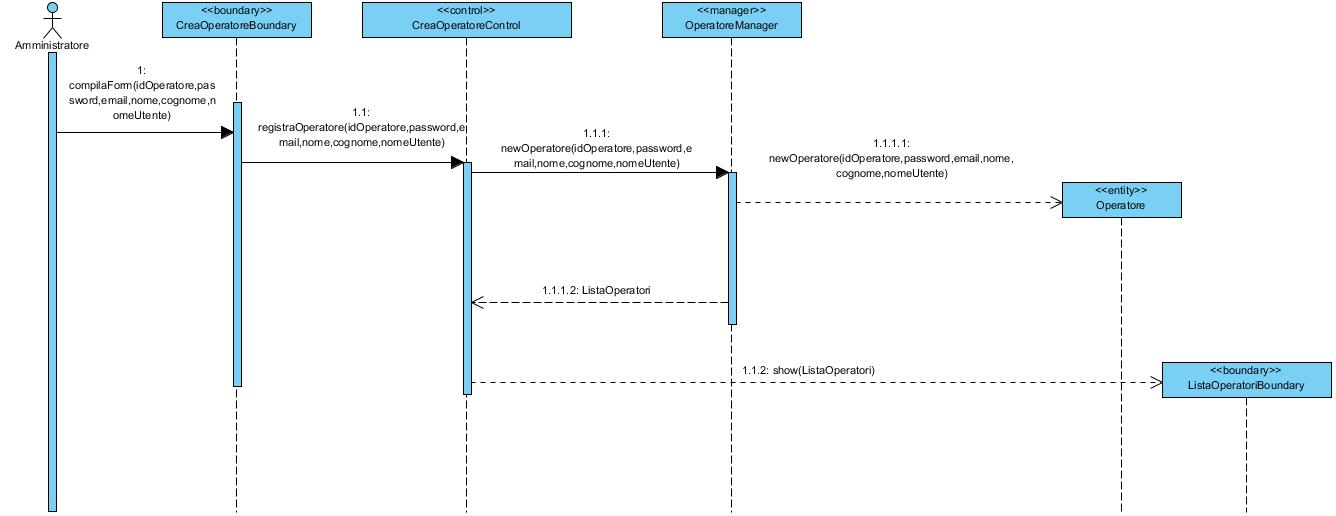 Amministratore
<<boundary>>
CreaOperatoreBoundary
<<control>>
CreaOperatoreControl
<<manager>>
OperatoreManager
1:
compilaForm(idOperatore,pas
sword,email,nome,cognome,n
omeUtente)
1.1:
registraOperatore(idOperatore,password,e
mail,nome,cognome,nomeUtente)
1.1.1:
newOperatore(idOperatore,password,e
mail,nome,cognome,nomeUtente)
1.1.1.1:
newOperatore(idOperatore,password,email,nome,
cognome,nomeUtente)
<<entity>>
Operatore
1.1.1.2: ListaOperatori
1.1.2: show(ListaOperatori)
<<boundary>>
ListaOperatoriBoundary